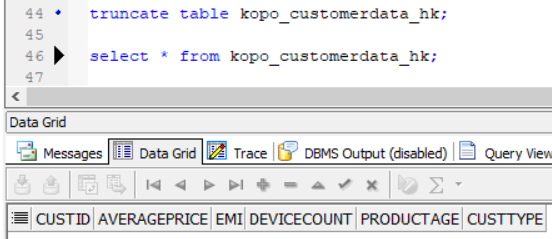 44 truncate table kopo_customerdata_hk;
45
46 select * from kopo_customerdata_hk;
47
Data Grid
Messages Data Grid Trace DBMS Output (disabled) Query View
CUSTID AVERAGEPRICE EMI DEVICECOUNT PRODUCTAGE CUSTTYPE